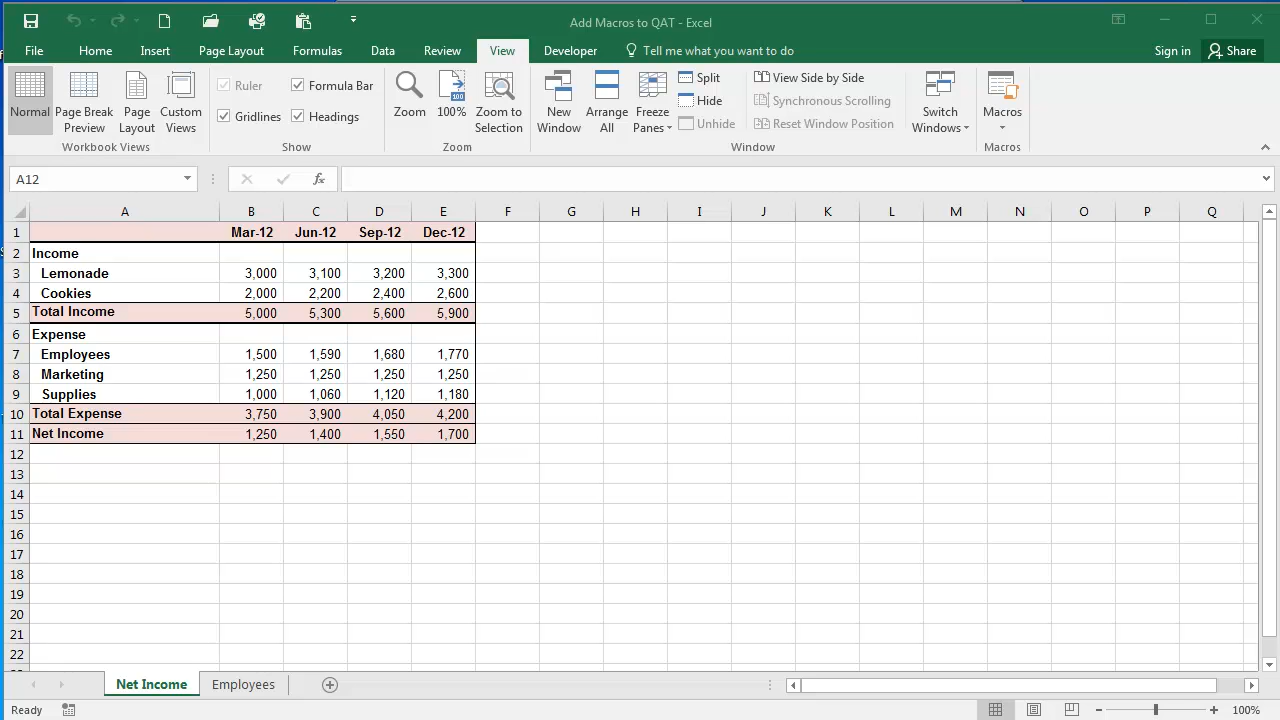 Add Macros to QAT - Excel
File Home Insert Page Layout Formulas Data Review View Developer Tell me what you want to do Sign in Share
Normal Page Break Preview Page Layout Custom Views
Workbook Views
Ruler Formula Bar
Gridlines Headings
Show
Zoom 100% Zoom to Selection
100
Zoom
New Window Arrange All Freeze Panes
Split
Hide
Unhide
View Side by Side
Synchronous Scrolling
Reset Window Position
Switch Windows
Window
Macros
Macros
A12 fx
A B C D E F G H I J K L M N O P Q
1 Mar-12 Jun-12 Sep-12 Dec-12
2 Income
3 Lemonade 3,000 3,100 3,200 3,300
4 Cookies 2,000 2,200 2,400 2,600
5 Total Income 5,000 5,300 5,600 5,900
6 Expense
7 Employees 1,500 1,590 1,680 1,770
8 Marketing 1,250 1,250 1,250 1,250
9 Supplies 1,000 1,060 1,120 1,180
10 Total Expense 3,750 3,900 4,050 4,200
11 Net Income 1,250 1,400 1,550 1,700
12
13
14
15
16
17
18
19
20
21
22
Net Income Employees
Ready 100%